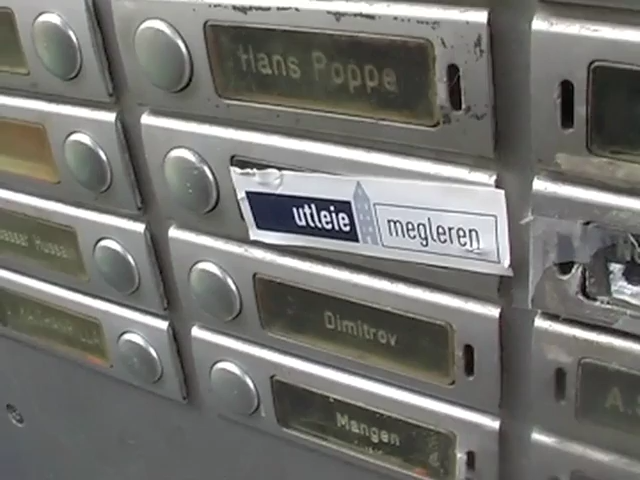 Hans Poppe
utleie megleren
Dimitrov
Mangen
A.